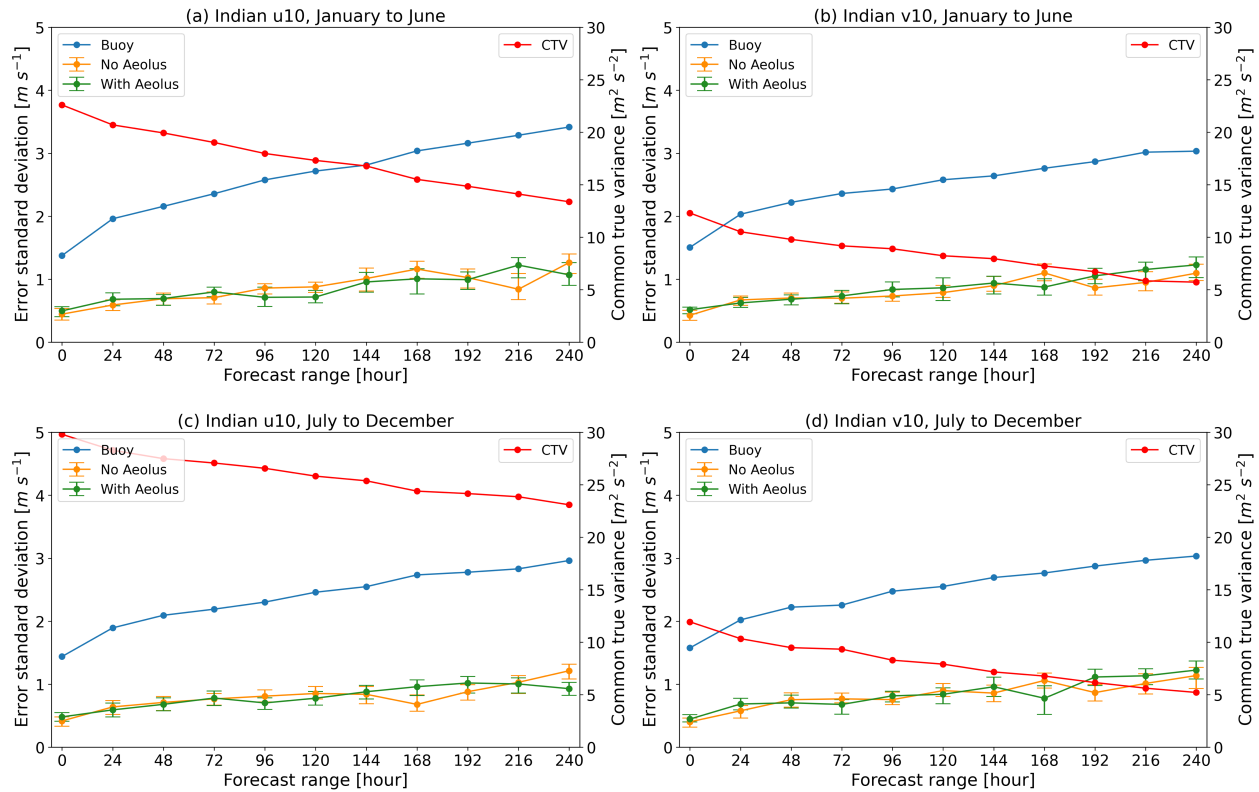 (a) Indian u10, January to June
Error standard deviation [m s⁻¹]
5
4
3
2
1
0
Buoy
No Aeolus
With Aeolus
CTV
30
25
20
15
10
5
0
Common true variance [m² s⁻²]
0 24 48 72 96 120 144 168 192 216 240
Forecast range [hour]
(b) Indian v10, January to June
Error standard deviation [m s⁻¹]
5
4
3
2
1
0
Buoy
No Aeolus
With Aeolus
CTV
30
25
20
15
10
5
0
Common true variance [m² s⁻²]
0 24 48 72 96 120 144 168 192 216 240
Forecast range [hour]
(c) Indian u10, July to December
Error standard deviation [m s⁻¹]
5
4
3
2
1
0
Buoy
No Aeolus
With Aeolus
CTV
30
25
20
15
10
5
0
Common true variance [m² s⁻²]
0 24 48 72 96 120 144 168 192 216 240
Forecast range [hour]
(d) Indian v10, July to December
Error standard deviation [m s⁻¹]
5
4
3
2
1
0
Buoy
No Aeolus
With Aeolus
CTV
30
25
20
15
10
5
0
Common true variance [m² s⁻²]
0 24 48 72 96 120 144 168 192 216 240
Forecast range [hour]